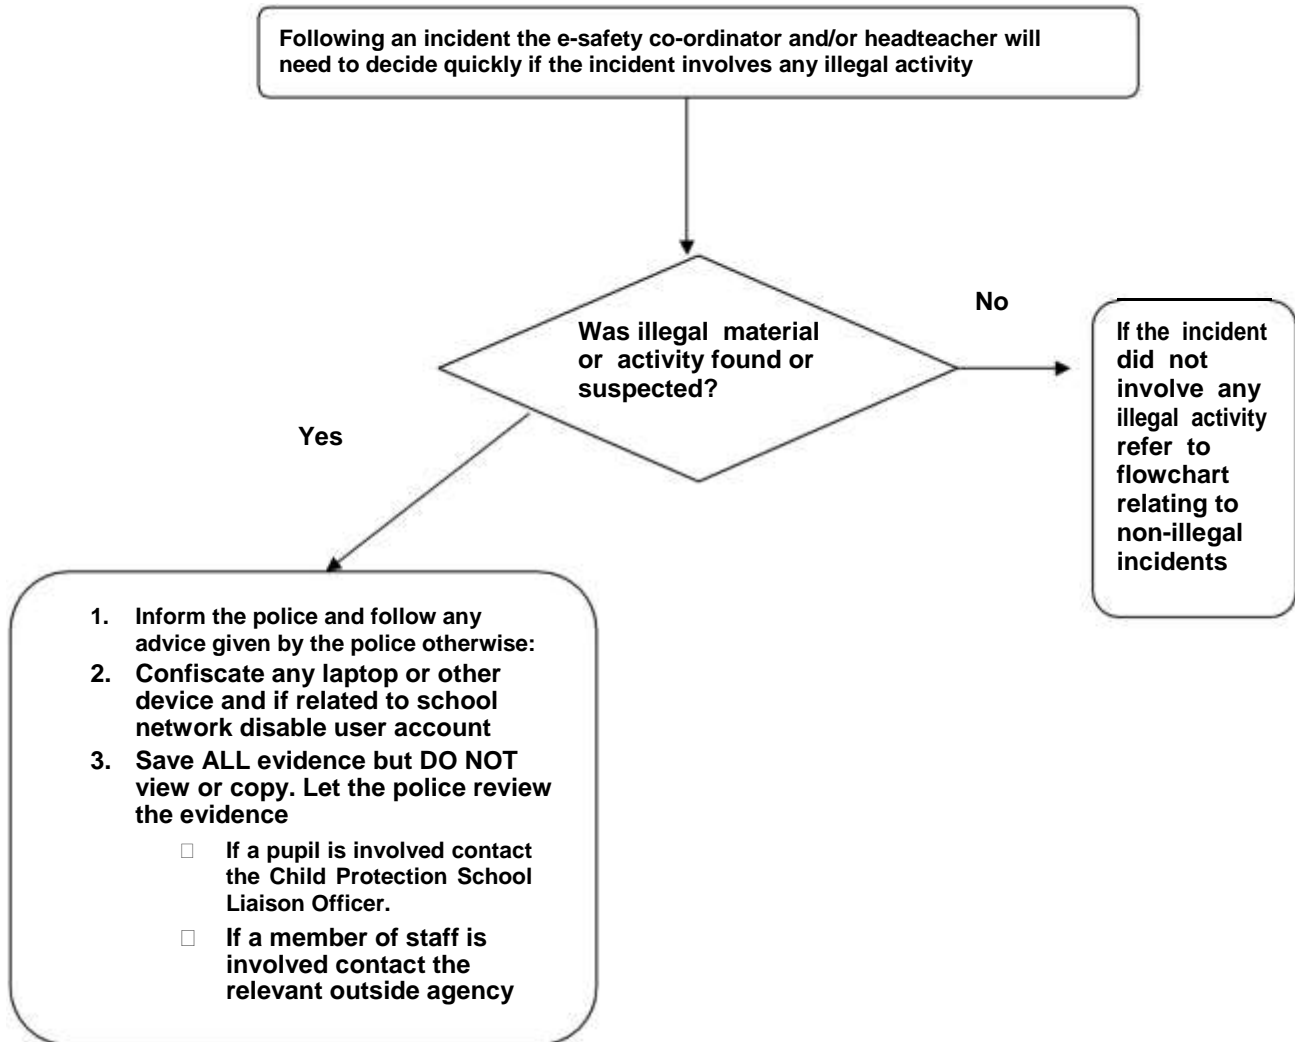 Following an incident the e-safety co-ordinator and/or headteacher will
need to decide quickly if the incident involves any illegal activity
Was illegal material
or activity found or
suspected?
No
If the incident
did not
involve any
illegal activity
refer to
flowchart
relating to
non-illegal
incidents
Yes
1. Inform the police and follow any
advice given by the police otherwise:
2. Confiscate any laptop or other
device and if related to school
network disable user account
3. Save ALL evidence but DO NOT
view or copy. Let the police review
the evidence
□ If a pupil is involved contact
the Child Protection School
Liaison Officer.
□ If a member of staff is
involved contact the
relevant outside agency